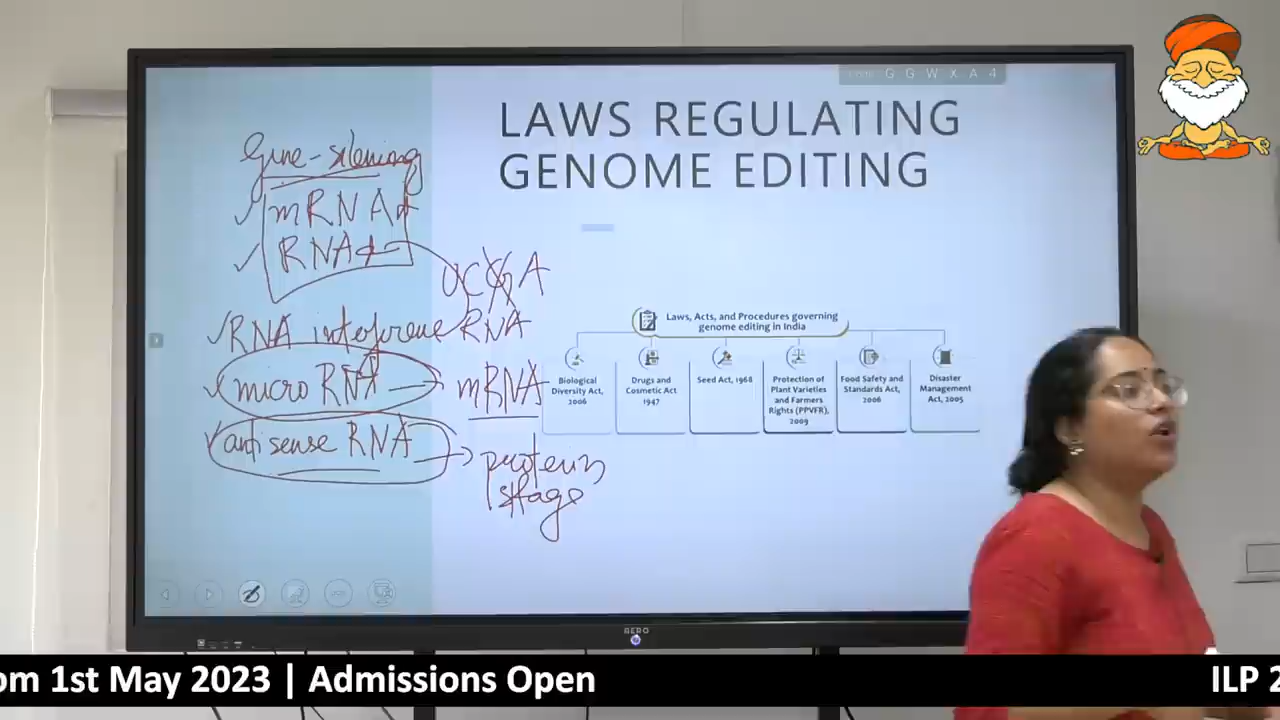 G G W X A 4
LAWS REGULATING
GENOME EDITING
Gene-silencing
mRNA
RNA
UCGA
RNA interference RNA
micro RNA → mRNA
anti sense RNA → proteins
stage
Laws, Acts, and Procedures governing
genome editing in India
Biological
Diversity Act,
2006
Drugs and
Cosmetic Act
1947
Seed Act, 1968
Protection of
Plant Varieties
and Farmers
Rights (PPVFR),
2009
Food Safety and
Standards Act,
2006
Disaster
Management
Act, 2005
AERO
om 1st May 2023 | Admissions Open
ILP 2